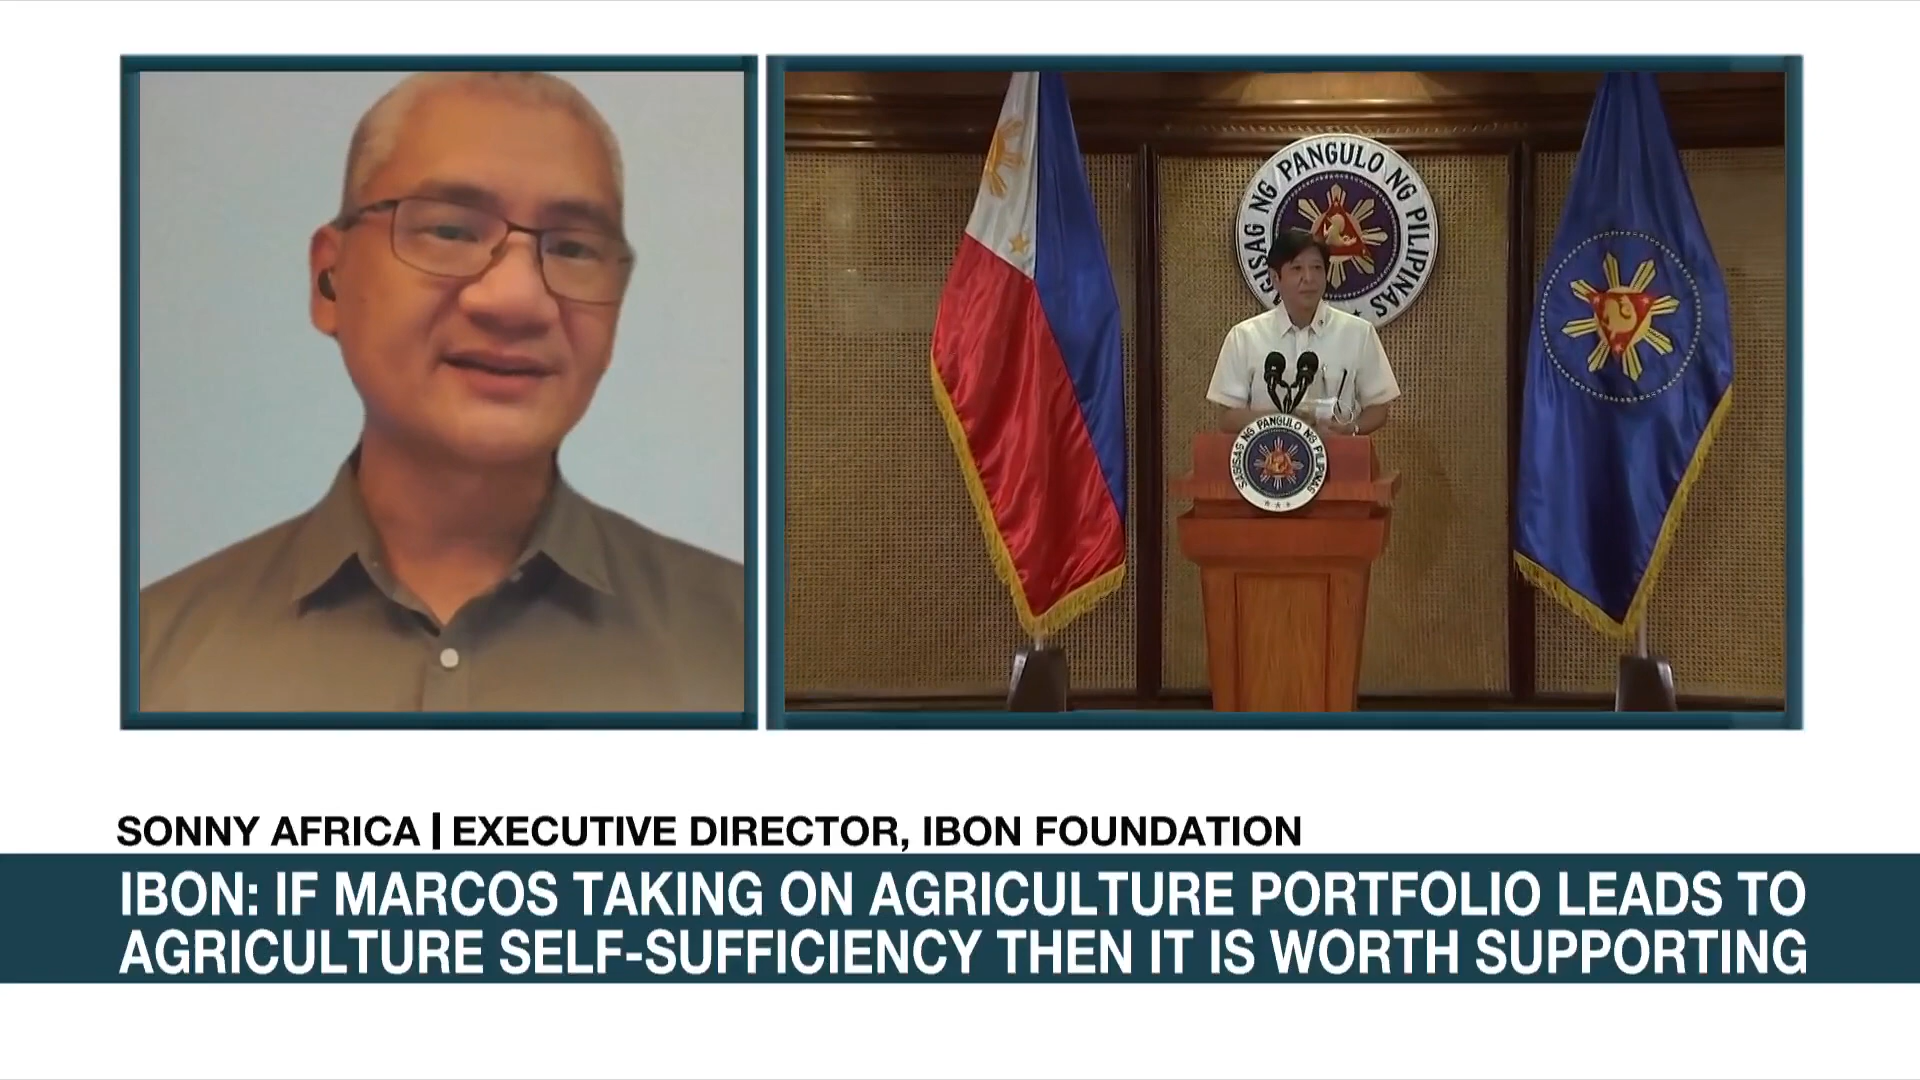 SAGISAG NG PANGULO NG PILIPINAS
SAGISAG NG PANGULO NG PILIPINAS
SONNY AFRICA | EXECUTIVE DIRECTOR, IBON FOUNDATION
IBON: IF MARCOS TAKING ON AGRICULTURE PORTFOLIO LEADS TO
AGRICULTURE SELF-SUFFICIENCY THEN IT IS WORTH SUPPORTING